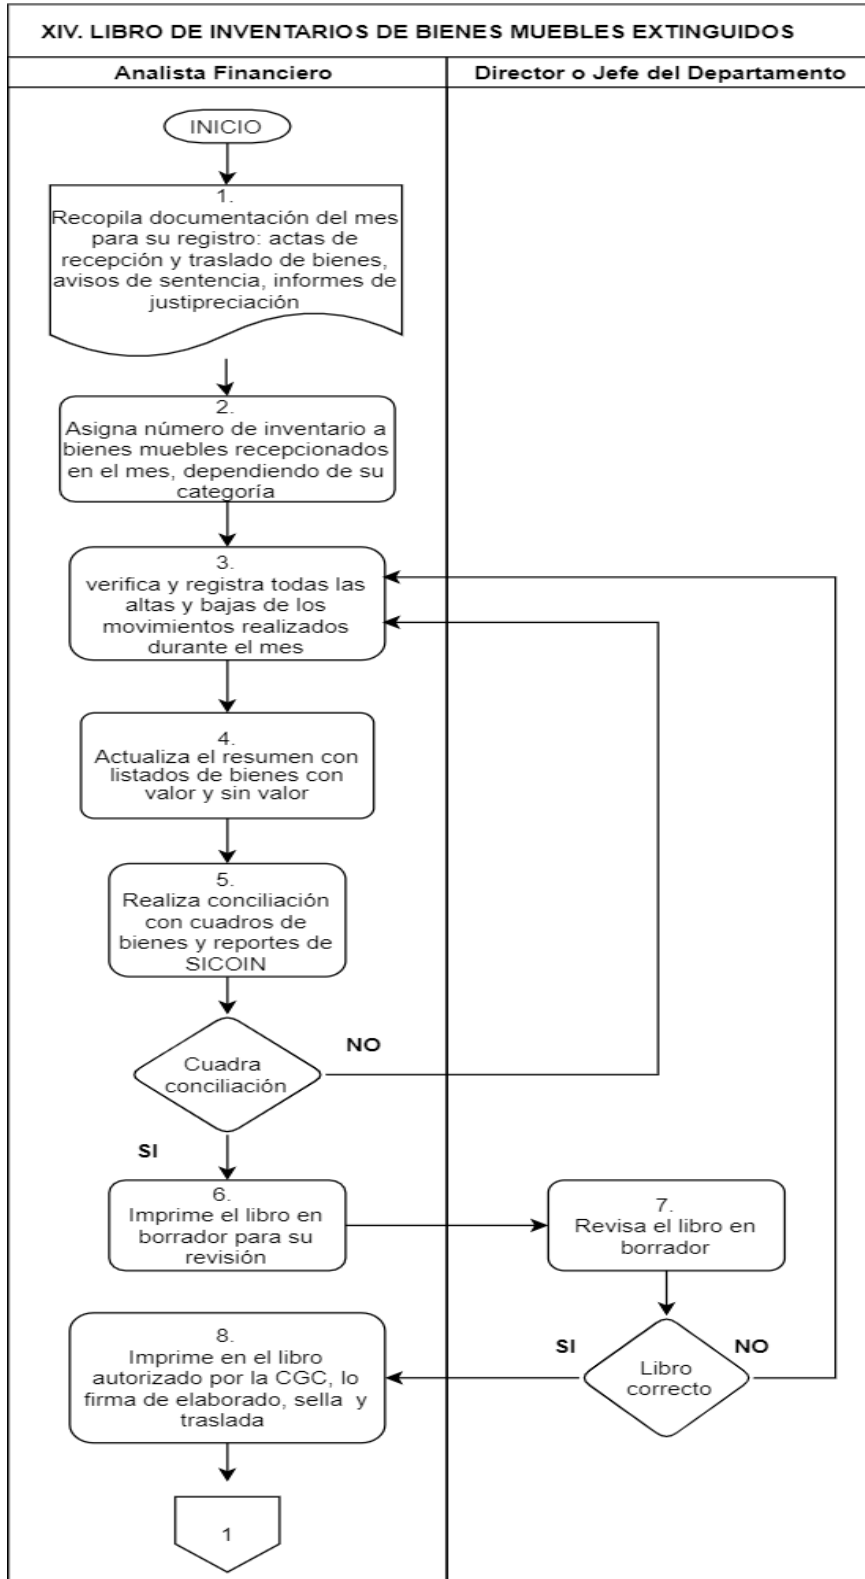 XIV. LIBRO DE INVENTARIOS DE BIENES MUEBLES EXTINGUIDOS
Analista Financiero
Director o Jefe del Departamento
INICIO
1.
Recopila documentación del mes
para su registro: actas de
recepción y traslado de bienes,
avisos de sentencia, informes de
justipreciación
2.
Asigna número de inventario a
bienes muebles recepcionados
en el mes, dependiendo de su
categoría
3.
verifica y registra todas las
altas y bajas de los
movimientos realizados
durante el mes
4.
Actualiza el resumen con
listados de bienes con
valor y sin valor
5.
Realiza conciliación
con cuadros de
bienes y reportes de
SICOIN
Cuadra
conciliación
NO
SI
6.
Imprime el libro en
borrador para su
revisión
7.
Revisa el libro en
borrador
Libro
correcto
SI
NO
8.
Imprime en el libro
autorizado por la CGC, lo
firma de elaborado, sella y
traslada
1